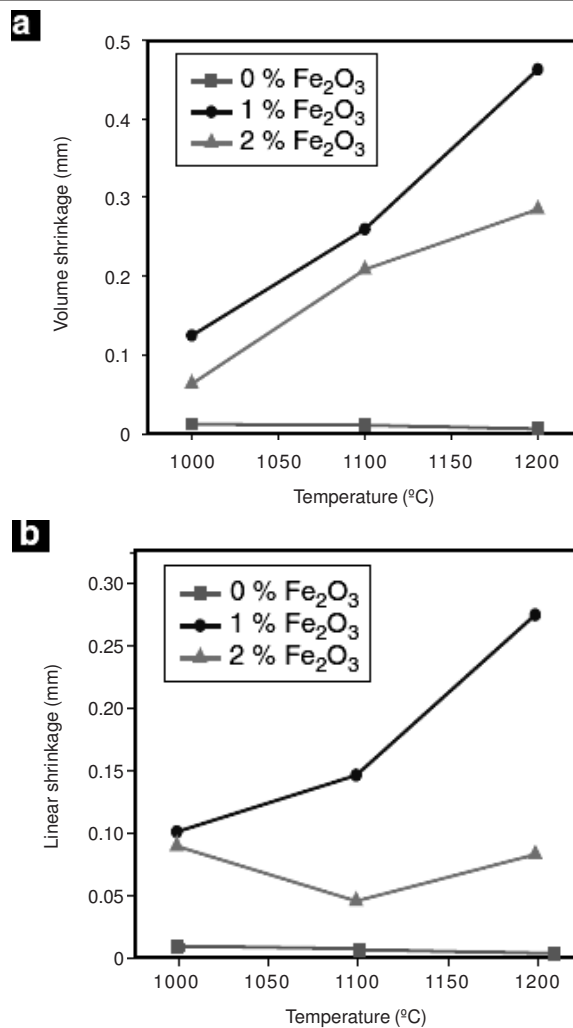 a
0.5
0.4
0.3
0.2
0.1
0
Volume shrinkage (mm)
0 % Fe₂O₃
1 % Fe₂O₃
2 % Fe₂O₃
1000 1050 1100 1150 1200
Temperature (ºC)
b
0.30
0.25
0.20
0.15
0.10
0.05
0
Linear shrinkage (mm)
0 % Fe₂O₃
1 % Fe₂O₃
2 % Fe₂O₃
1000 1050 1100 1150 1200
Temperature (ºC)